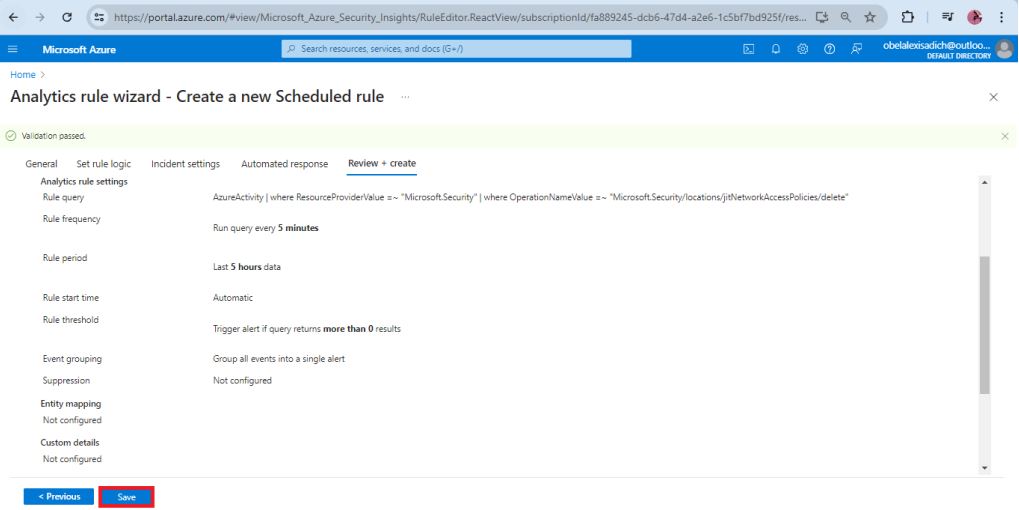 https://portal.azure.com/#view/Microsoft_Azure_Security_Insights/RuleEditor.ReactView/subscriptionId/fa889245-dcb6-47d4-a2e6-1c5bf7bd925f/res...
Microsoft Azure
Search resources, services, and docs (G+/)
obelalexisadich@outloo...
DEFAULT DIRECTORY
Home >
Analytics rule wizard - Create a new Scheduled rule ...
Validation passed.
General Set rule logic Incident settings Automated response Review + create
Analytics rule settings
Rule query AzureActivity | where ResourceProviderValue =~ "Microsoft.Security" | where OperationNameValue =~ "Microsoft.Security/locations/jitNetworkAccessPolicies/delete"
Rule frequency
Run query every 5 minutes
Rule period
Last 5 hours data
Rule start time Automatic
Rule threshold
Trigger alert if query returns more than 0 results
Event grouping Group all events into a single alert
Suppression Not configured
Entity mapping
Not configured
Custom details
Not configured
< Previous Save